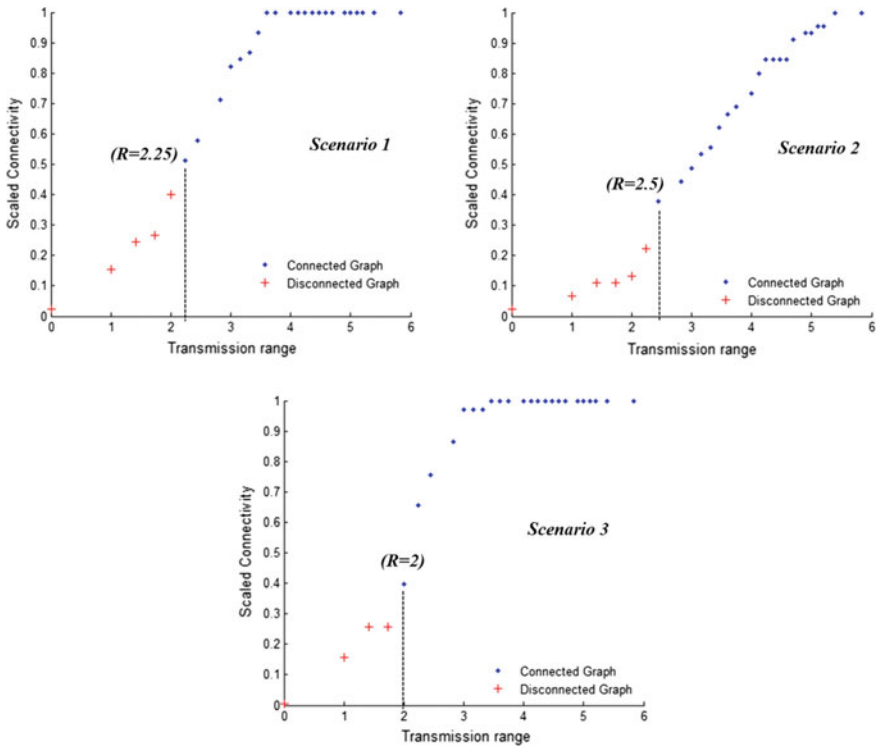 1
0.9
0.8
0.7
0.6
0.5
0.4
0.3
0.2
0.1
0
Scaled Connectivity
(R=2.25)
Scenario 1
Connected Graph
Disconnected Graph
0 1 2 3 4 5 6
Transmission range
1
0.9
0.8
0.7
0.6
0.5
0.4
0.3
0.2
0.1
0
Scaled Connectivity
(R=2.5)
Scenario 2
Connected Graph
Disconnected Graph
0 1 2 3 4 5 6
Transmission range
1
0.9
0.8
0.7
0.6
0.5
0.4
0.3
0.2
0.1
0
Scaled Connectivity
(R=2)
Scenario 3
Connected Graph
Disconnected Graph
0 1 2 3 4 5 6
Transmission range